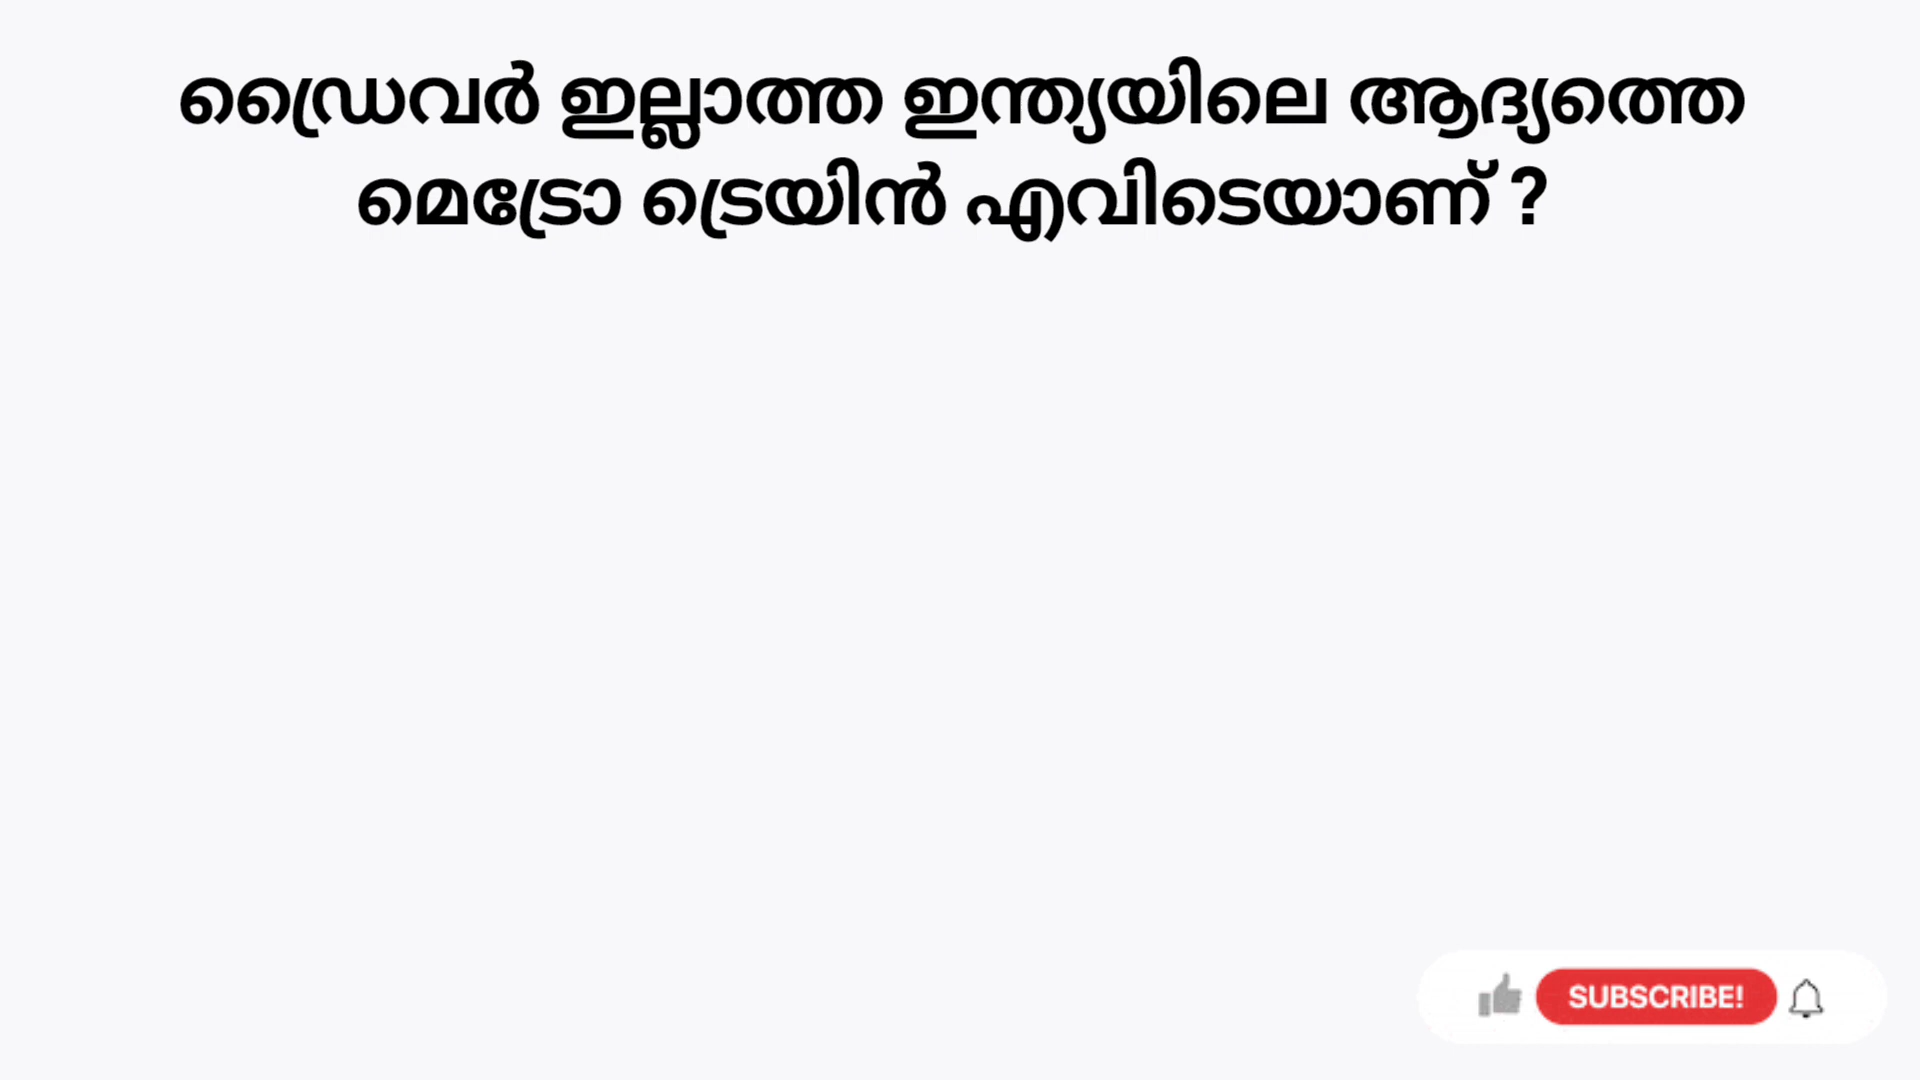 ഡ്രൈവർ ഇല്ലാത്ത ഇന്ത്യയിലെ ആദ്യത്തെ
മെട്രോ ട്രെയിൻ എവിടെയാണ് ?
SUBSCRIBE!